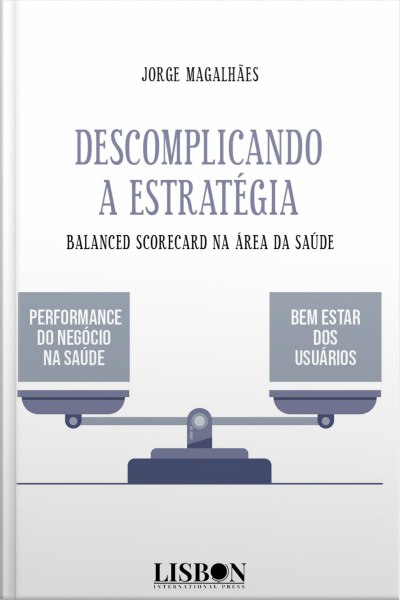 JORGE MAGALHÃES
DESCOMPLICANDO
A ESTRATÉGIA
BALANCED SCORECARD NA ÁREA DA SAÚDE
PERFORMANCE
DO NEGÓCIO
NA SAÚDE
BEM ESTAR
DOS
USUÁRIOS
LISBON
INTERNATIONAL PRESS